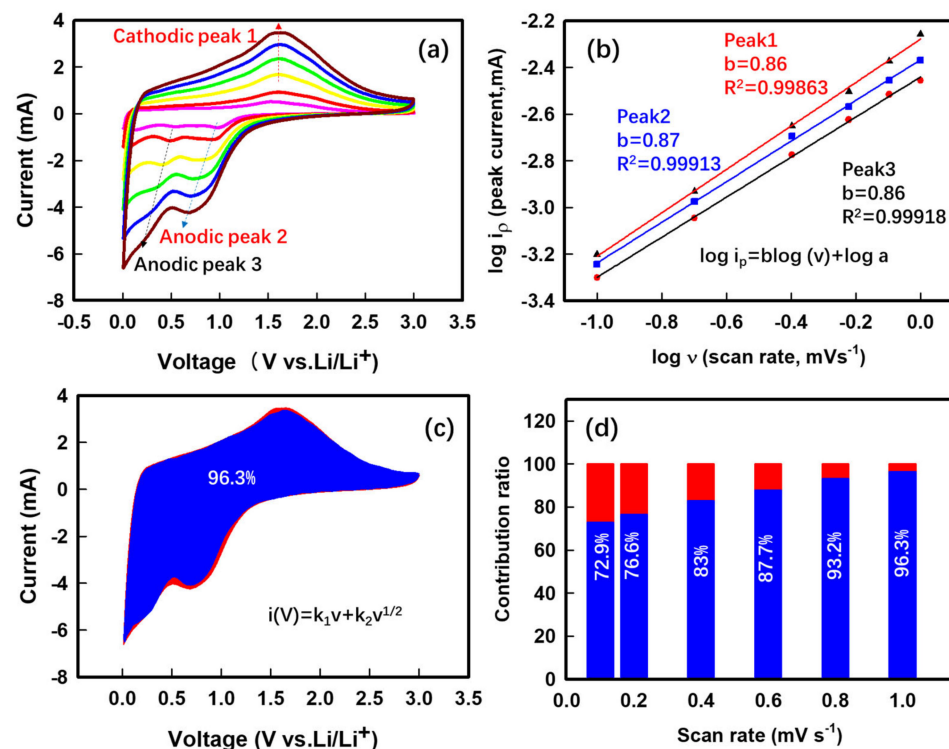 (a)
Cathodic peak 1
Anodic peak 2
Anodic peak 3
4
2
0
-2
-4
-6
-8
Current (mA)
-0.5 0.0 0.5 1.0 1.5 2.0 2.5 3.0 3.5
Voltage (V vs.Li/Li⁺)
(b)
Peak1
b=0.86
R²=0.99863
Peak2
b=0.87
R²=0.99913
Peak3
b=0.86
R²=0.99918
log iₚ=blog (v)+log a
-2.2
-2.4
-2.6
-2.8
-3.0
-3.2
-3.4
log iρ (peak current,mA)
-1.0 -0.8 -0.6 -0.4 -0.2 0.0
log ν (scan rate, mVs⁻¹)
(c)
96.3%
i(V)=k₁v+k₂v¹/²
4
2
0
-2
-4
-6
-8
Current (mA)
0.0 0.5 1.0 1.5 2.0 2.5 3.0 3.5
Voltage (V vs.Li/Li⁺)
(d)
120
100
80
60
40
20
0
Contribution ratio
72.9%
76.6%
83%
87.7%
93.2%
96.3%
0.0 0.2 0.4 0.6 0.8 1.0
Scan rate (mV s⁻¹)